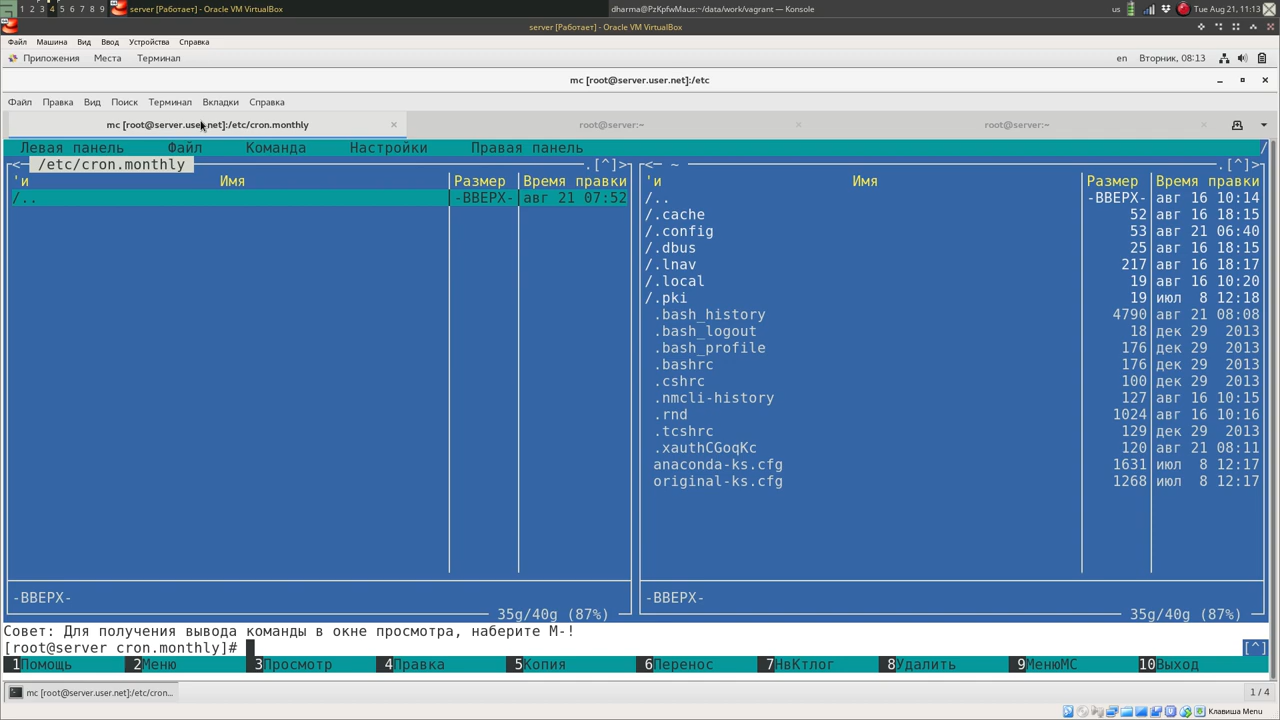 1 2 3 4 5 6 7 8 9 server [Работает] - Oracle VM VirtualBox dharma@PzKpfwMaus:~/data/work/vagrant — Konsole us Tue Aug 21, 11:13
server [Работает] - Oracle VM VirtualBox
Файл Машина Вид Ввод Устройства Справка
Приложения Места Терминал en Вторник, 08:13
mc [root@server.user.net]:/etc
Файл Правка Вид Поиск Терминал Вкладки Справка
mc [root@server.user.net]:/etc/cron.monthly × root@server:~ × root@server:~ ×
Левая панель Файл Команда Настройки Правая панель
<─ /etc/cron.monthly .[^]> <─ ~ .[^]>
'и Имя Размер Время правки 'и Имя Размер Время правки
/.. -ВВЕРХ- авг 21 07:52 /.. -ВВЕРХ- авг 16 10:14
/.cache 52 авг 16 18:15
/.config 53 авг 21 06:40
/.dbus 25 авг 16 18:15
/.lnav 217 авг 16 18:17
/.local 19 авг 16 10:20
/.pki 19 июл 8 12:18
.bash_history 4790 авг 21 08:08
.bash_logout 18 дек 29 2013
.bash_profile 176 дек 29 2013
.bashrc 176 дек 29 2013
.cshrc 100 дек 29 2013
.nmcli-history 127 авг 16 10:15
.rnd 1024 авг 16 10:16
.tcshrc 129 дек 29 2013
.xauthCGoqKc 120 авг 21 08:11
anaconda-ks.cfg 1631 июл 8 12:17
original-ks.cfg 1268 июл 8 12:17
-ВВЕРХ- -ВВЕРХ-
35g/40g (87%) 35g/40g (87%)
Совет: Для получения вывода команды в окне просмотра, наберите M-!
[root@server cron.monthly]# [^]
1Помощь 2Меню 3Просмотр 4Правка 5Копия 6Перенос 7НвКтлог 8Удалить 9МенюМС 10Выход
mc [root@server.user.net]:/etc/cron... 1 / 4
Клавиша Menu